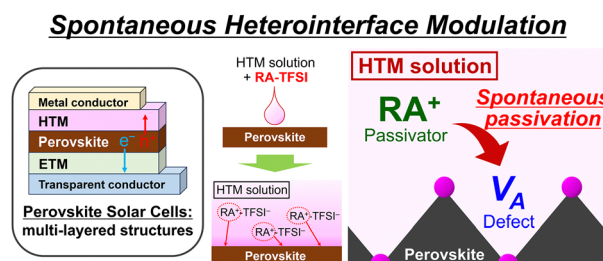 Spontaneous Heterointerface Modulation
Metal conductor
HTM
Perovskite e⁻ h⁺
ETM
Transparent conductor
Perovskite Solar Cells:
multi-layered structures
HTM solution
+ RA-TFSI
Perovskite
HTM solution
RA⁺-TFSI⁻
RA⁺-TFSI⁻
RA⁺-TFSI⁻
Perovskite
HTM solution
RA⁺
Passivator
Spontaneous
passivation
V_A
Defect
Perovskite